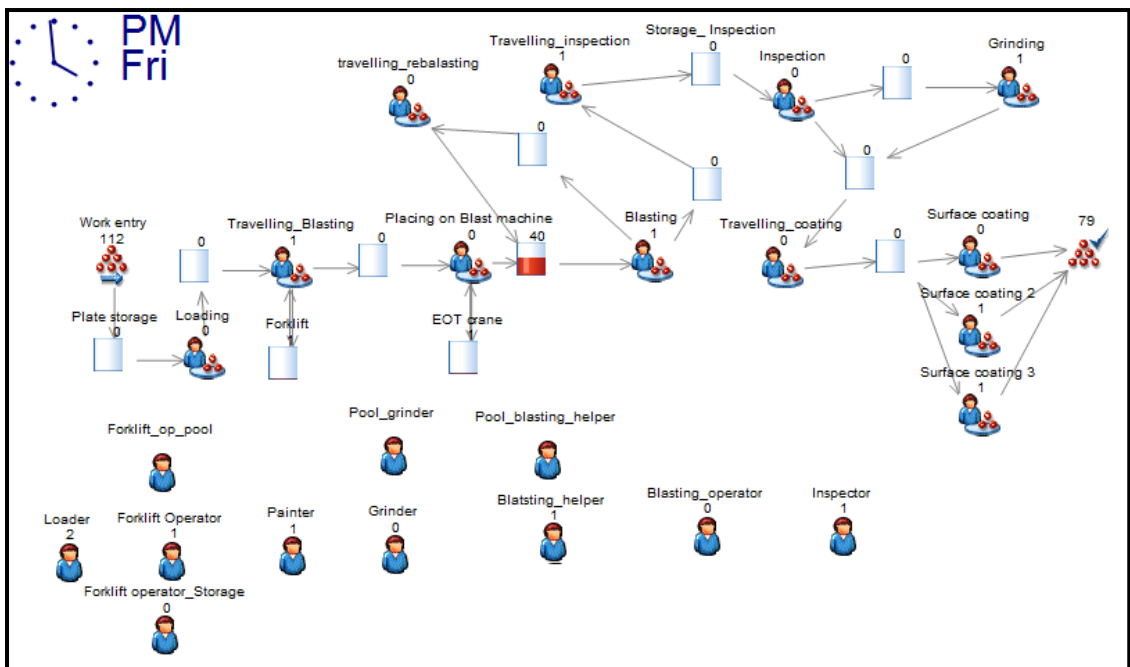 PM
Fri
travelling_rebalasting
0
Travelling_inspection
1
Storage_ Inspection
0
Inspection
0
0
Grinding
1
0
0
0
Work entry
112
0
Travelling_Blasting
1
0
Placing on Blast machine
0
40
Blasting
1
Travelling_coating
0
0
Surface coating
0
79
Plate storage
0
Loading
0
Forklift
1
EOT crane
1
Surface coating 2
1
Surface coating 3
1
Forklift_op_pool
Pool_grinder
Pool_blasting_helper
Loader
2
Forklift Operator
1
Painter
1
Grinder
0
Blatsting_helper
1
Blasting_operator
0
Inspector
1
Forklift operator_Storage
0